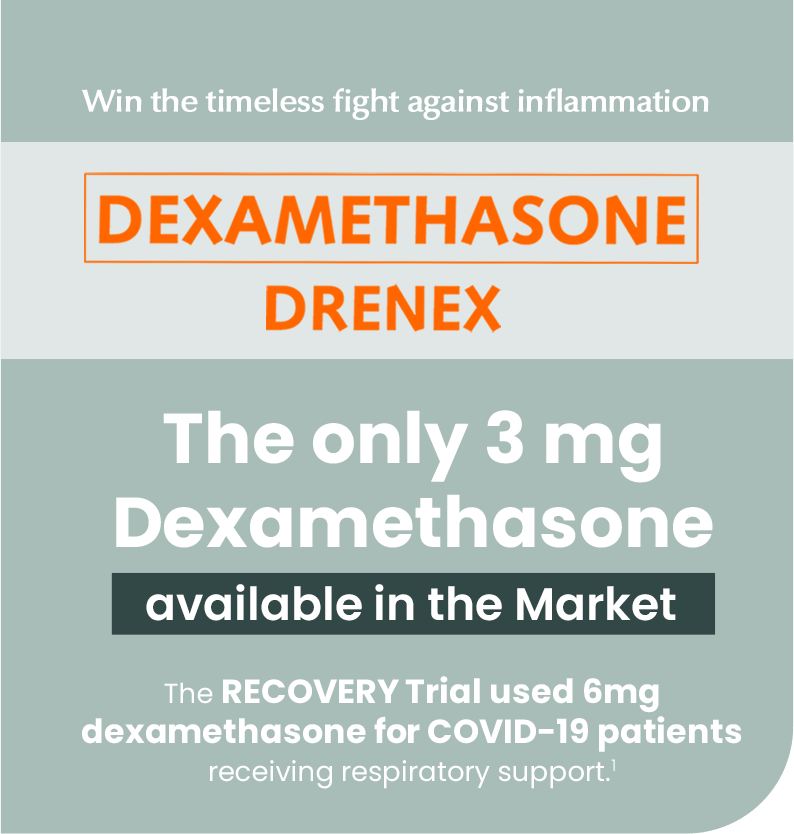 Win the timeless fight against inflammation
DEXAMETHASONE
DRENEX
The only 3 mg
Dexamethasone
available in the Market
The RECOVERY Trial used 6mg
dexamethasone for COVID-19 patients
receiving respiratory support.¹